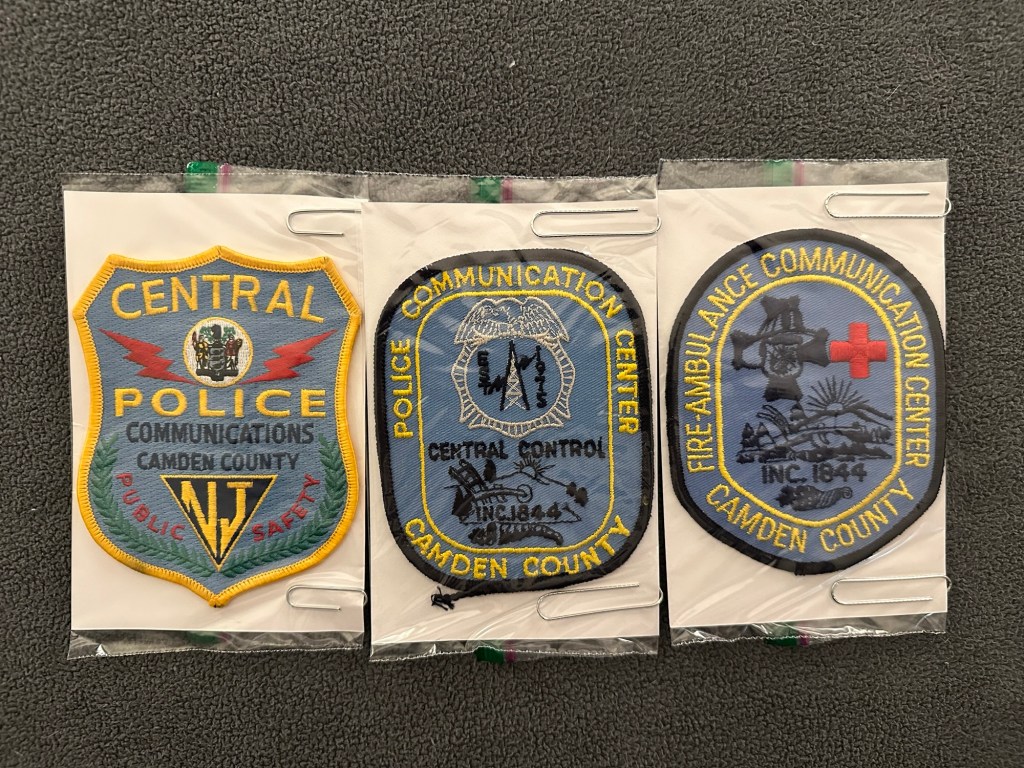 CENTRAL
POLICE
COMMUNICATIONS
CAMDEN COUNTY
PUBLIC SAFETY
NJ
POLICE COMMUNICATION CENTER
EST 1975
CENTRAL CONTROL
INC.1844
CAMDEN COUNTY
FIRE-AMBULANCE COMMUNICATION CENTER
INC. 1844
CAMDEN COUNTY